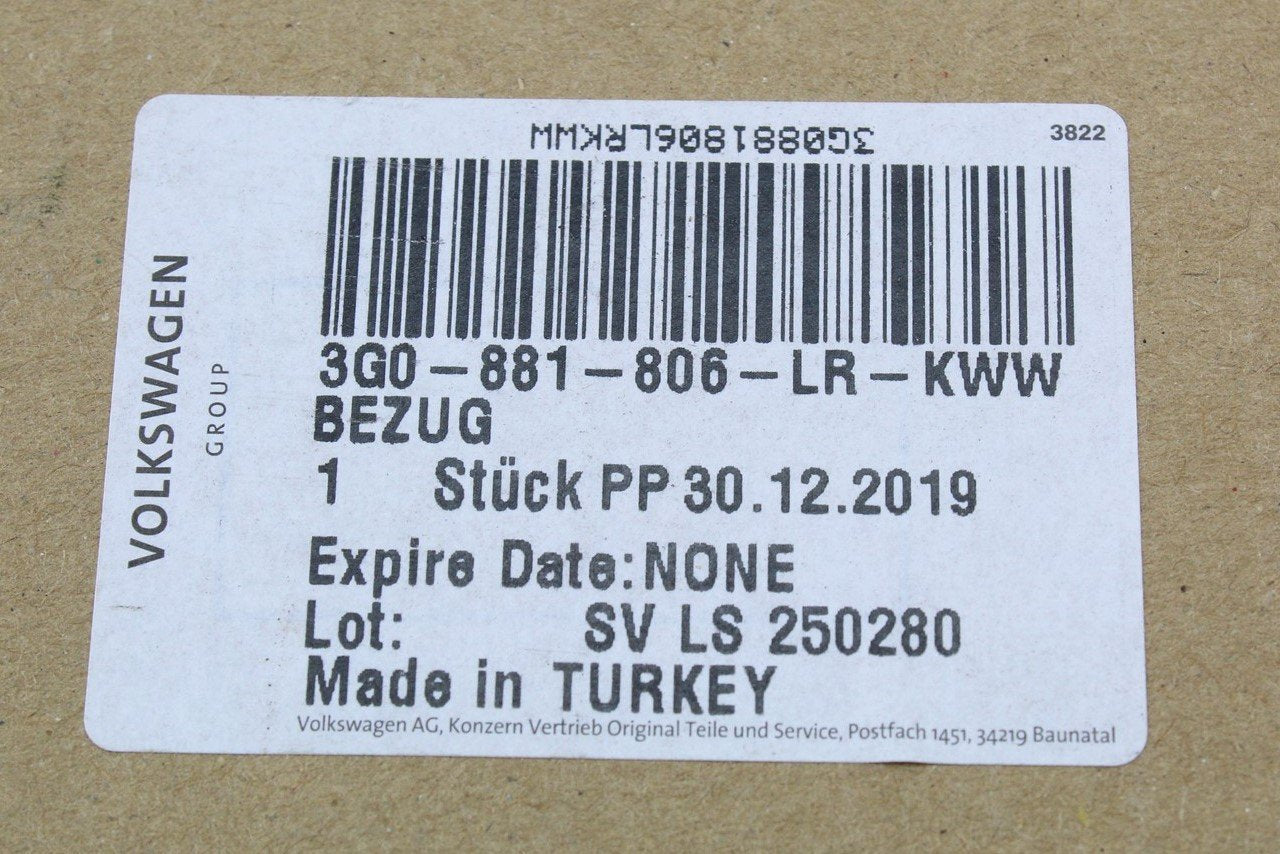 3G0881806LRKWW
3822
VOLKSWAGEN
GROUP
3G0-881-806-LR-KWW
BEZUG
1 Stück PP 30.12.2019
Expire Date:NONE
Lot: SV LS 250280
Made in TURKEY
Volkswagen AG, Konzern Vertrieb Original Teile und Service, Postfach 1451, 34219 Baunatal